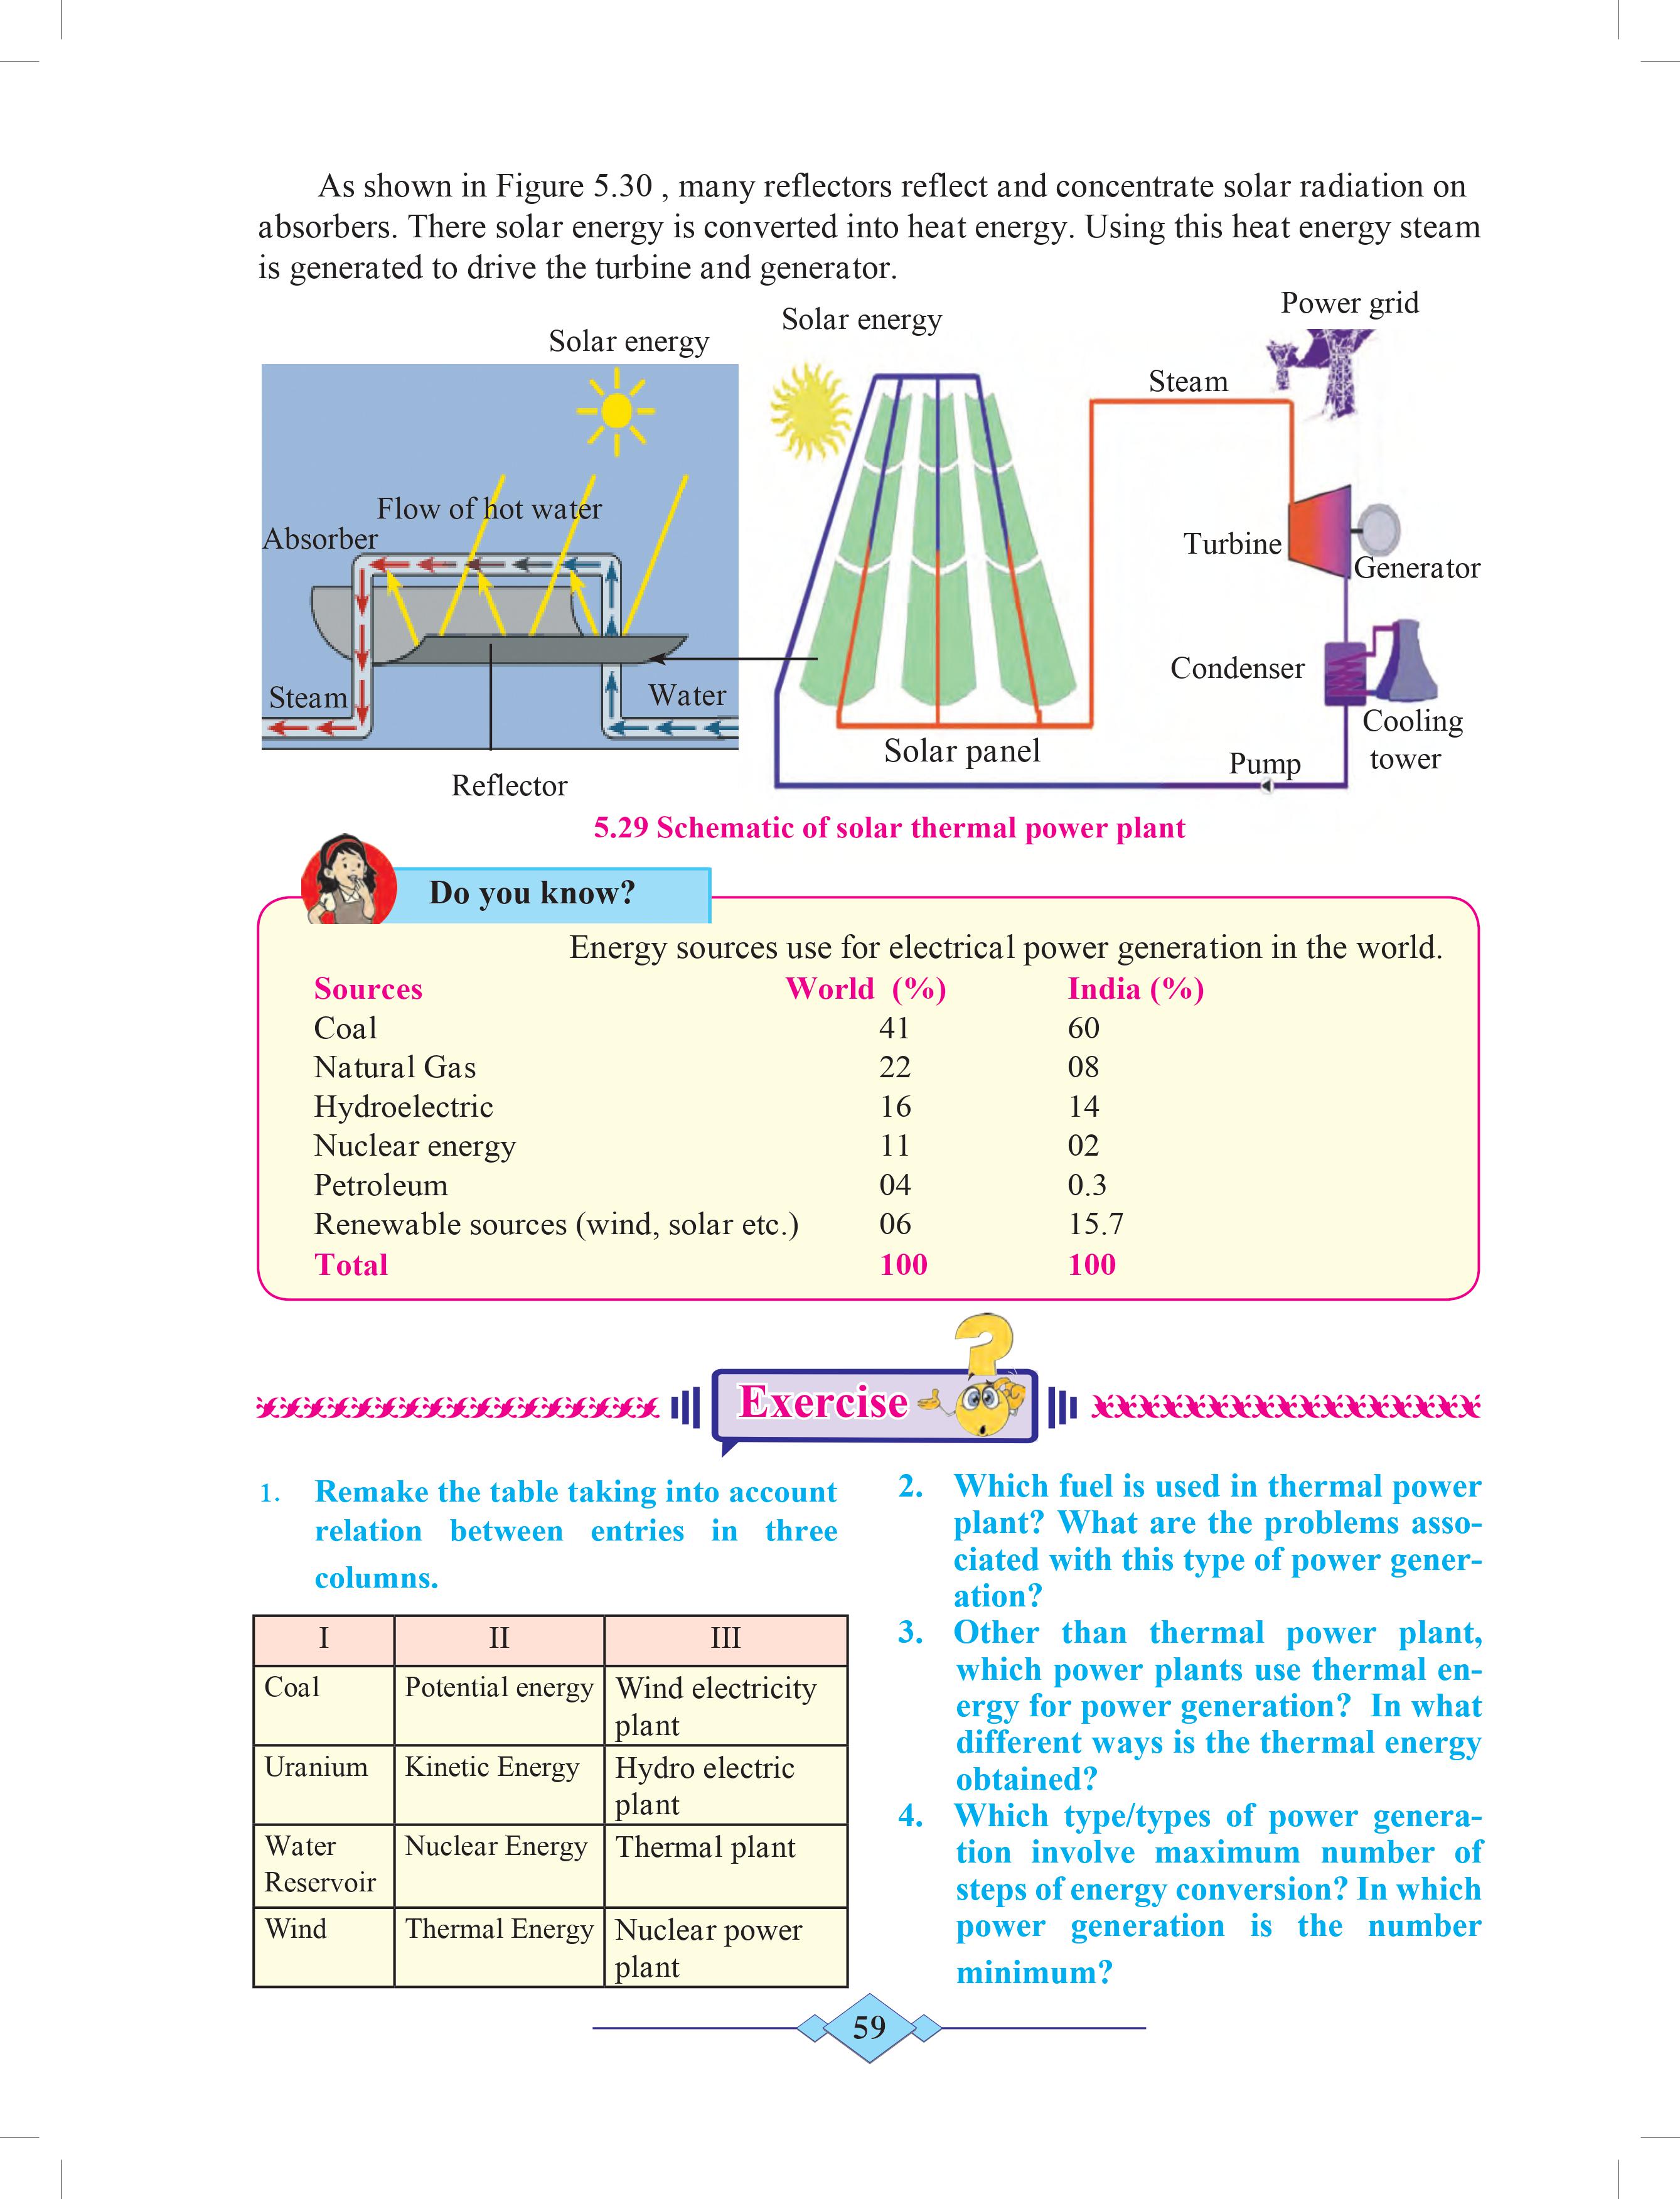 As shown in Figure 5.30 , many reflectors reflect and concentrate solar radiation on
absorbers. There solar energy is converted into heat energy. Using this heat energy steam
is generated to drive the turbine and generator.
Solar energy
Flow of hot water
Absorber
Steam
Water
Reflector
Solar energy
Power grid
Steam
Turbine
Generator
Condenser
Cooling
tower
Solar panel
Pump
5.29 Schematic of solar thermal power plant
Do you know?
Energy sources use for electrical power generation in the world.
Sources World (%) India (%)
Coal 41 60
Natural Gas 22 08
Hydroelectric 16 14
Nuclear energy 11 02
Petroleum 04 0.3
Renewable sources (wind, solar etc.) 06 15.7
Total 100 100
Exercise
1. Remake the table taking into account
relation between entries in three
columns.
I II III
Coal Potential energy Wind electricity
plant
Uranium Kinetic Energy Hydro electric
plant
Water Nuclear Energy Thermal plant
Reservoir
Wind Thermal Energy Nuclear power
plant
2. Which fuel is used in thermal power
plant? What are the problems asso-
ciated with this type of power gener-
ation?
3. Other than thermal power plant,
which power plants use thermal en-
ergy for power generation? In what
different ways is the thermal energy
obtained?
4. Which type/types of power genera-
tion involve maximum number of
steps of energy conversion? In which
power generation is the number
minimum?
59